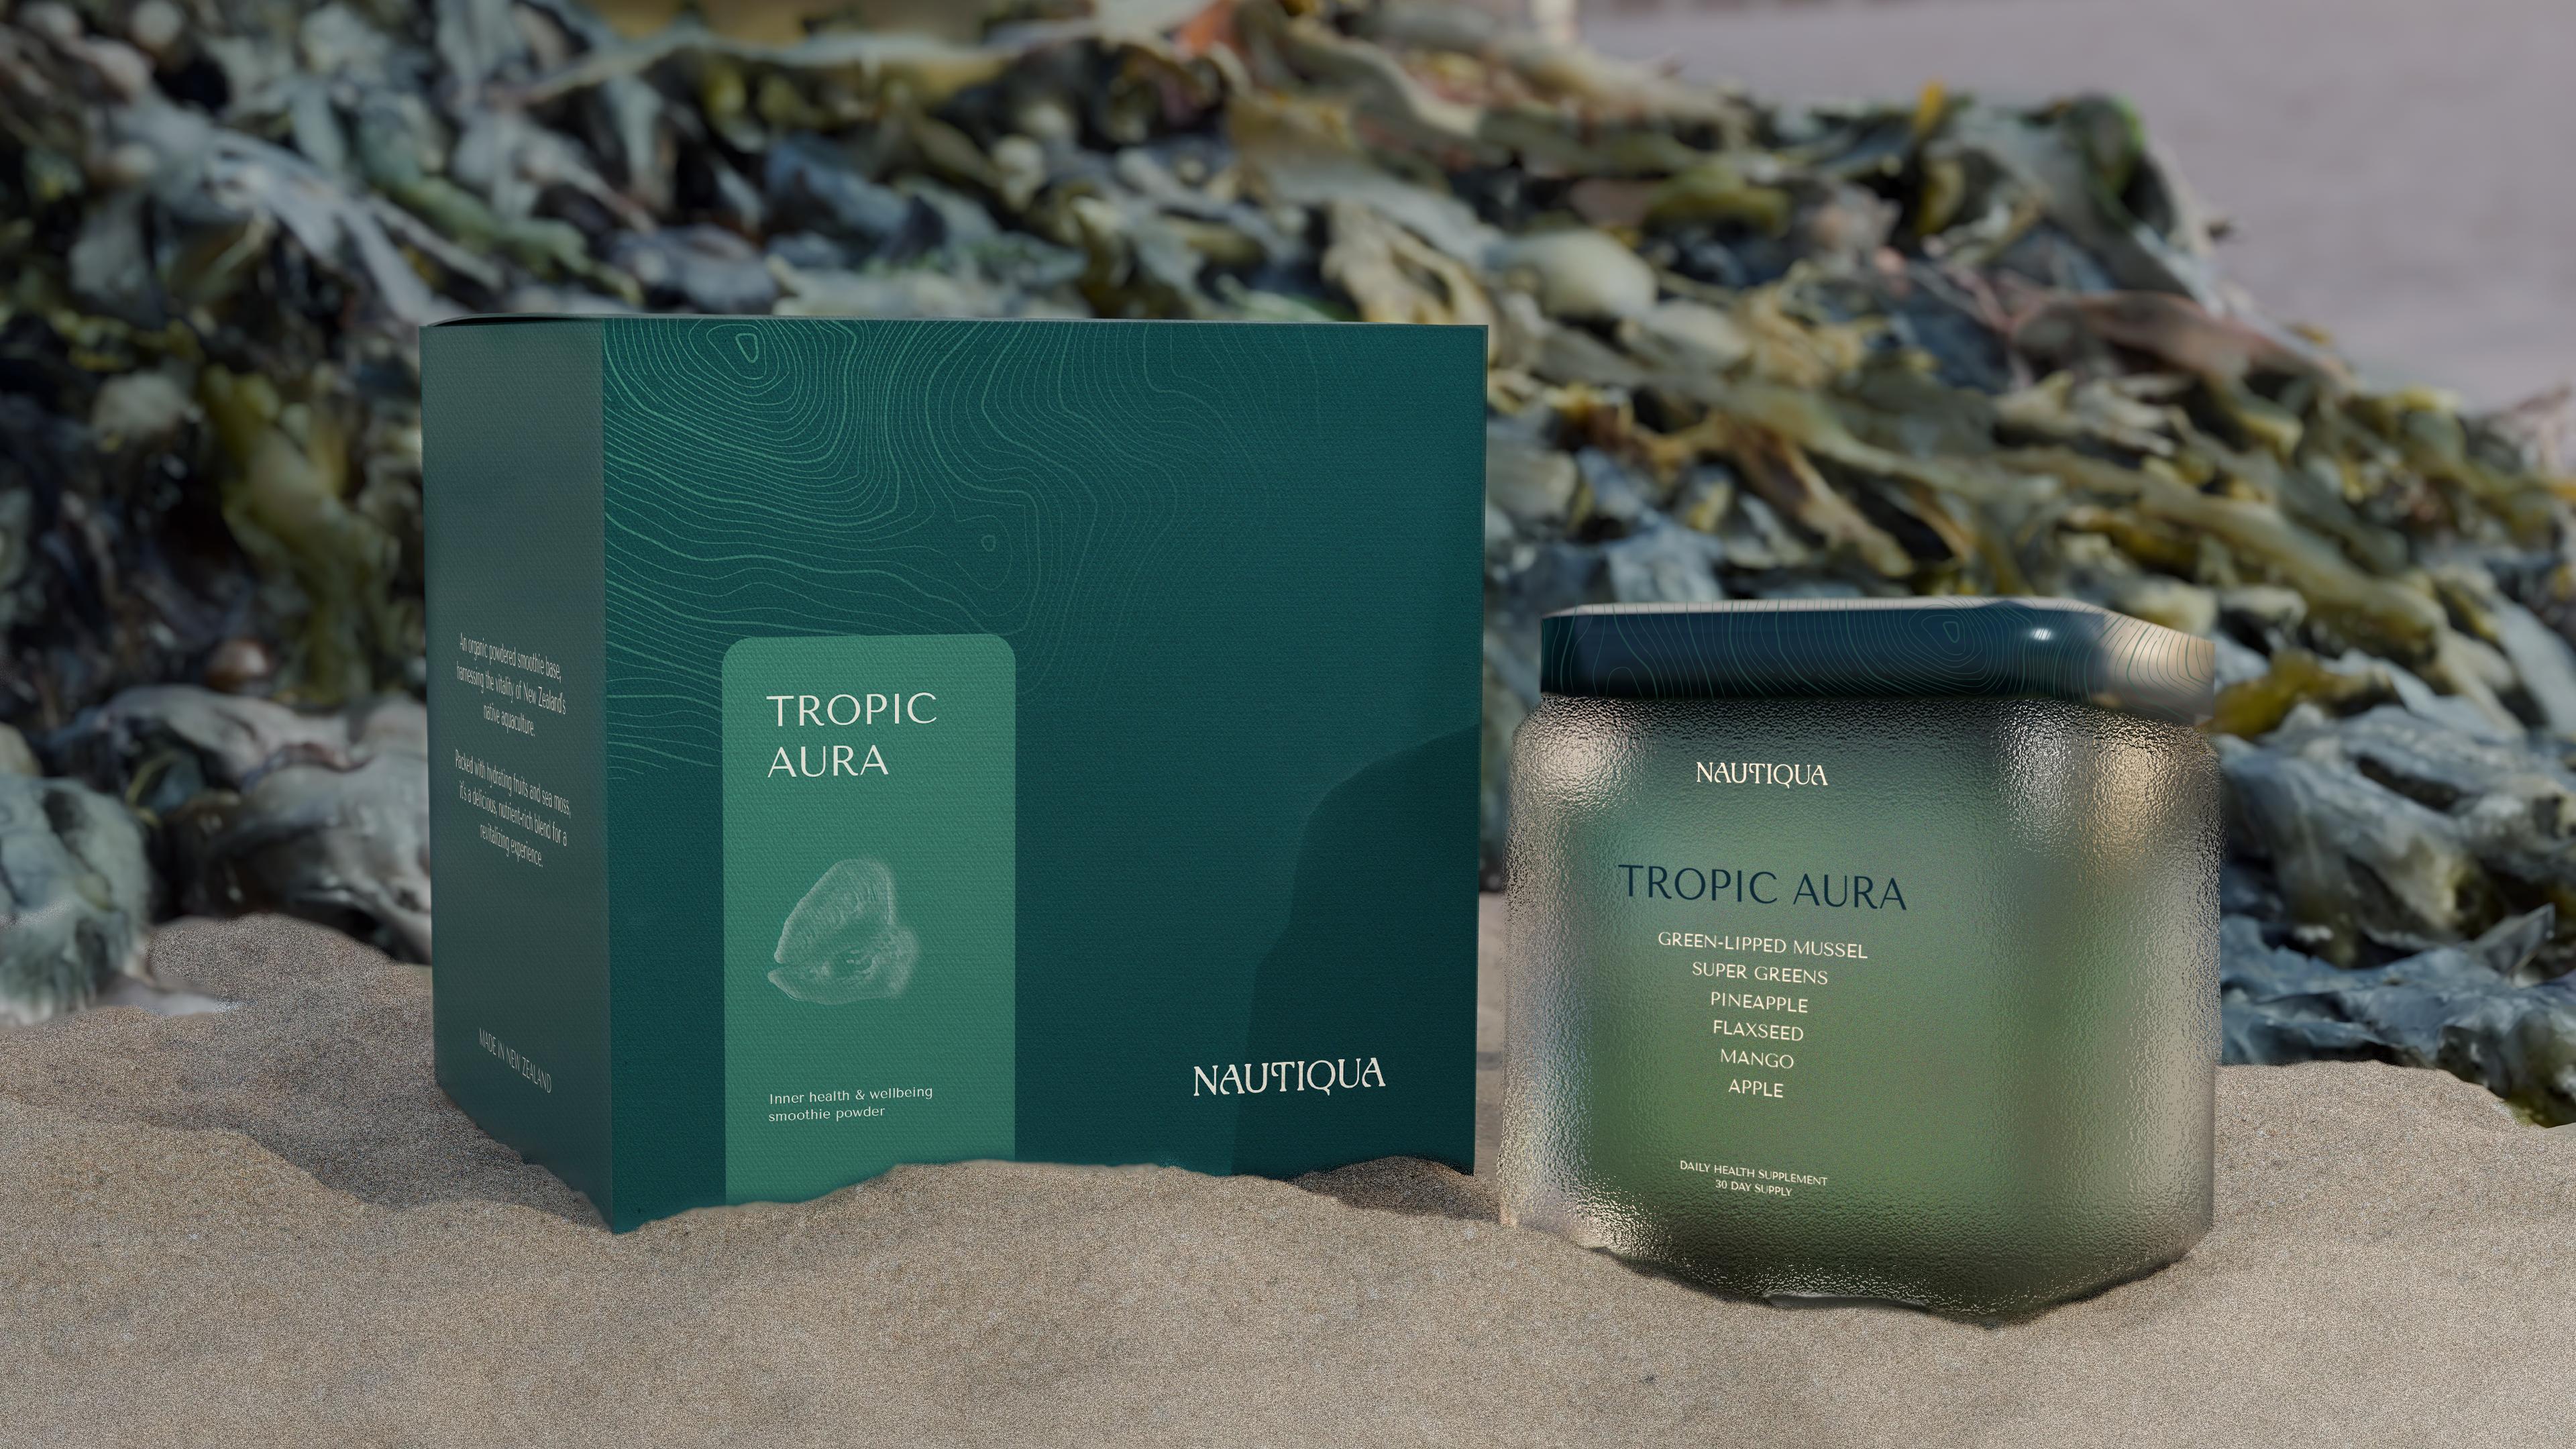 An organic powdered smoothie base,
harnessing the vitality of New Zealand's
native aquaculture.
Packed with hydrating fruits and sea moss,
it's a delicious, nutrient-rich blend for a
revitalizing experience.
MADE IN NEW ZEALAND
TROPIC
AURA
Inner health & wellbeing
smoothie powder
NAUTIQUA
NAUTIQUA
TROPIC AURA
GREEN-LIPPED MUSSEL
SUPER GREENS
PINEAPPLE
FLAXSEED
MANGO
APPLE
DAILY HEALTH SUPPLEMENT
30 DAY SUPPLY